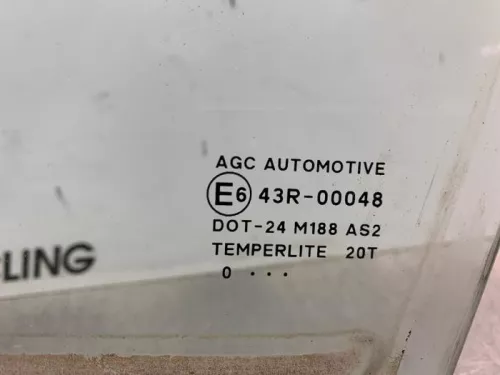 AGC AUTOMOTIVE
E6 43R-00048
DOT-24 M188 AS2
TEMPERLITE 20T
0 ...
LING